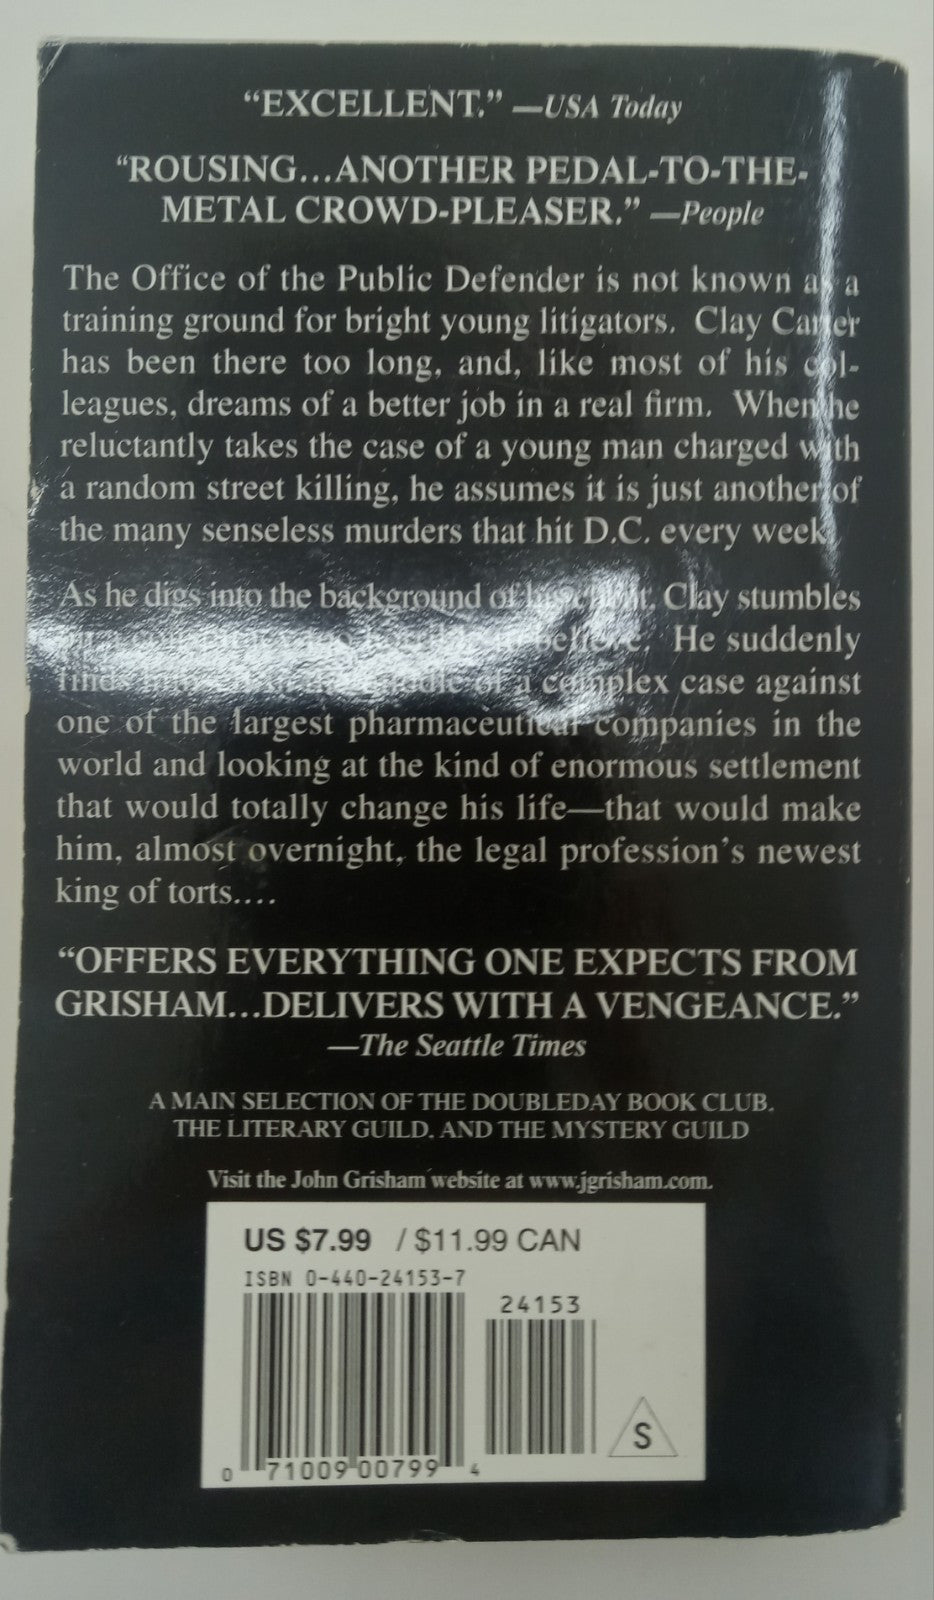 “EXCELLENT.” —USA Today
“ROUSING...ANOTHER PEDAL-TO-THE-
METAL CROWD-PLEASER.” —People
The Office of the Public Defender is not known as a
training ground for bright young litigators. Clay Carter
has been there too long, and, like most of his col-
leagues, dreams of a better job in a real firm. When he
reluctantly takes the case of a young man charged with
a random street killing, he assumes it is just another of
the many senseless murders that hit D.C. every week.
As he digs into the background of his client, Clay stumbles
believe. He suddenly
finds himself in the middle of a complex case against
one of the largest pharmaceutical companies in the
world and looking at the kind of enormous settlement
that would totally change his life—that would make
him, almost overnight, the legal profession’s newest
king of torts....
“OFFERS EVERYTHING ONE EXPECTS FROM
GRISHAM...DELIVERS WITH A VENGEANCE.”
—The Seattle Times
A MAIN SELECTION OF THE DOUBLEDAY BOOK CLUB,
THE LITERARY GUILD, AND THE MYSTERY GUILD
Visit the John Grisham website at www.jgrisham.com.
US $7.99 / $11.99 CAN
ISBN 0-440-24153-7
24153
S
0 71009 00799 4